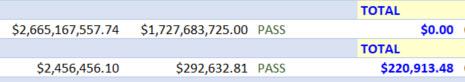 TOTAL
$2,665,167,557.74 $1,727,683,725.00 PASS $0.00
TOTAL
$2,456,456.10 $292,632.81 PASS $220,913.48